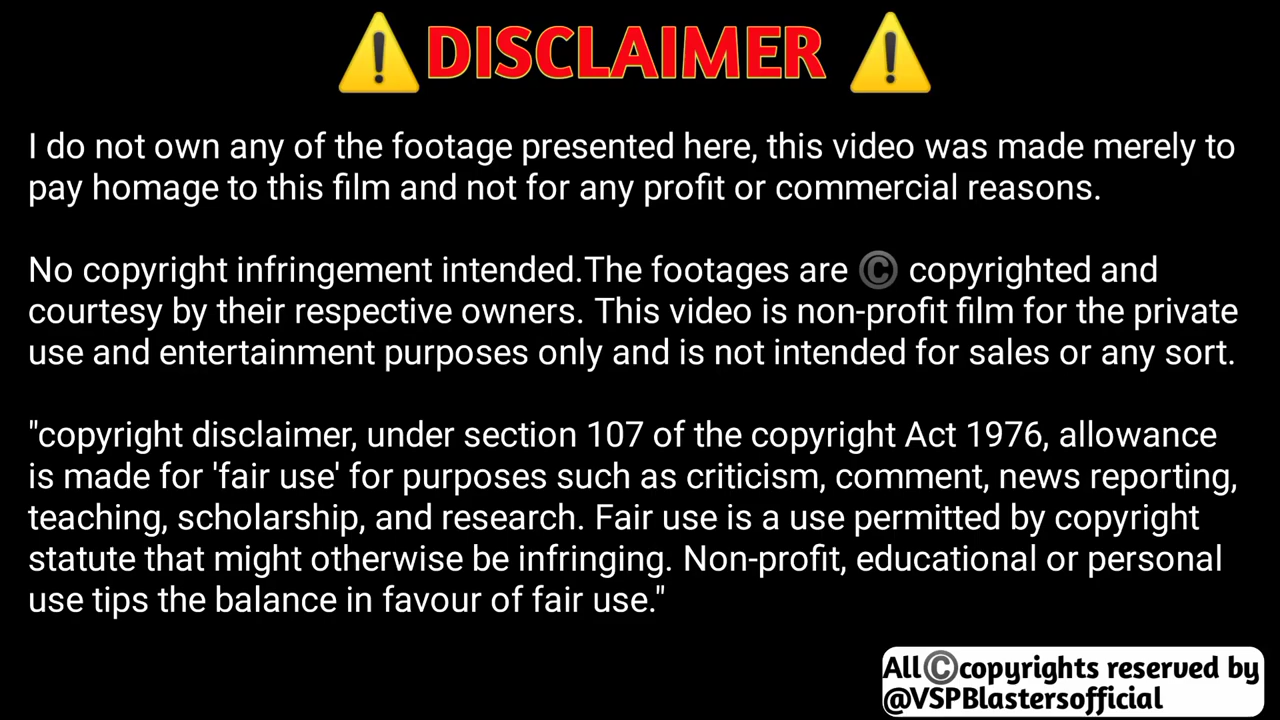 ⚠️DISCLAIMER ⚠️
I do not own any of the footage presented here, this video was made merely to
pay homage to this film and not for any profit or commercial reasons.
No copyright infringement intended.The footages are ©️ copyrighted and
courtesy by their respective owners. This video is non-profit film for the private
use and entertainment purposes only and is not intended for sales or any sort.
"copyright disclaimer, under section 107 of the copyright Act 1976, allowance
is made for 'fair use' for purposes such as criticism, comment, news reporting,
teaching, scholarship, and research. Fair use is a use permitted by copyright
statute that might otherwise be infringing. Non-profit, educational or personal
use tips the balance in favour of fair use."
All©️copyrights reserved by
@VSPBlastersofficial